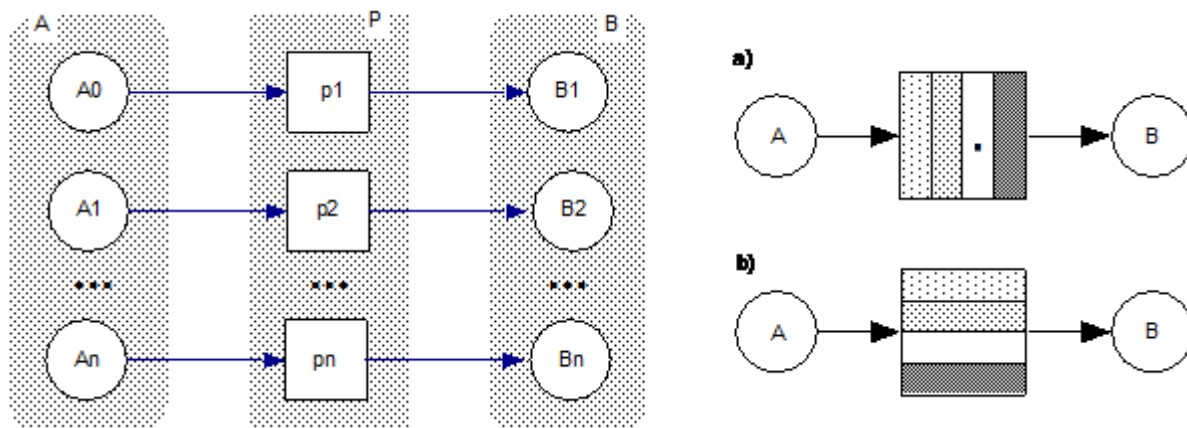 A P B
A0 p1 B1
A1 p2 B2
... ... ...
An pn Bn
a)
A B
b)
A B